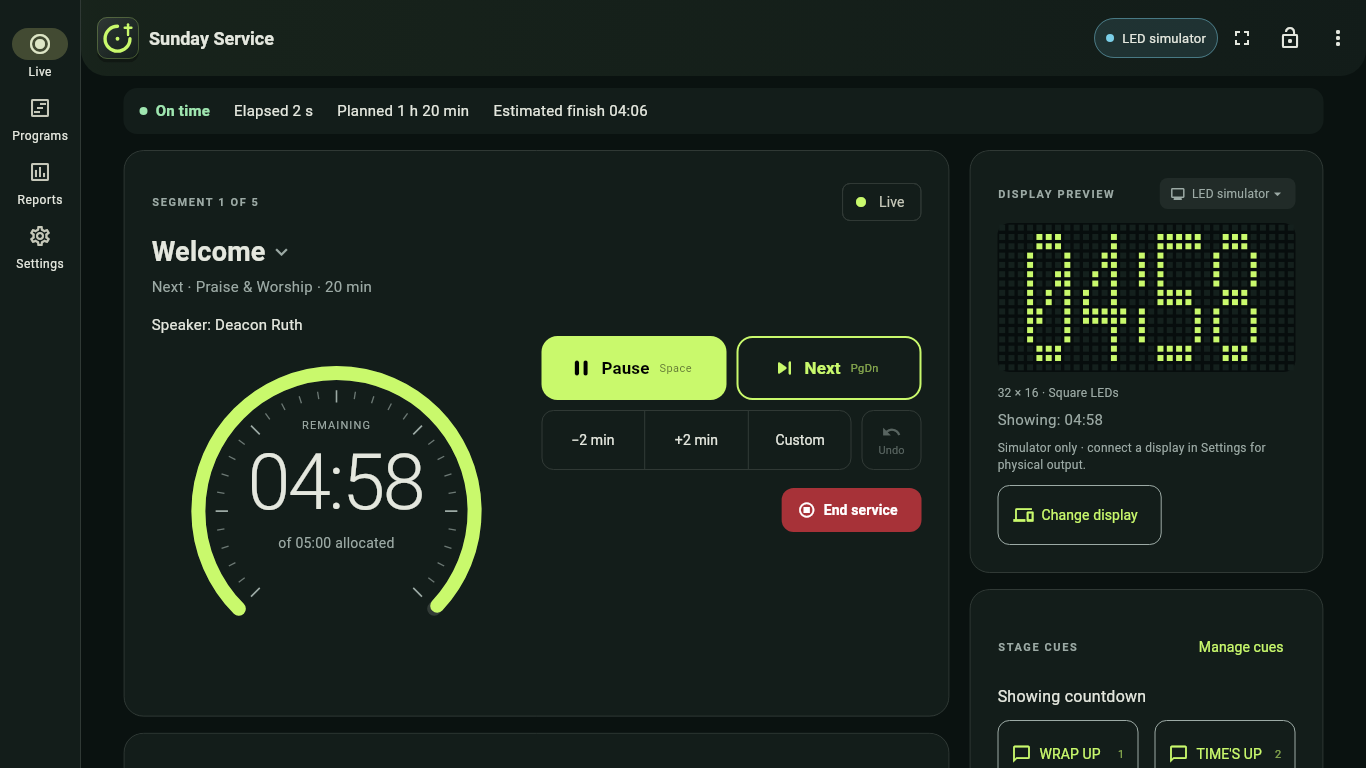 Sunday Service
LED simulator
Live
Programs
Reports
Settings
On time Elapsed 2 s Planned 1 h 20 min Estimated finish 04:06
SEGMENT 1 OF 5
Live
Welcome
Next · Praise & Worship · 20 min
Speaker: Deacon Ruth
REMAINING
04:58
of 05:00 allocated
Pause Space
Next PgDn
−2 min
+2 min
Custom
Undo
End service
DISPLAY PREVIEW
LED simulator
04:58
32 × 16 · Square LEDs
Showing: 04:58
Simulator only · connect a display in Settings for
physical output.
Change display
STAGE CUES
Manage cues
Showing countdown
WRAP UP 1
TIME'S UP 2